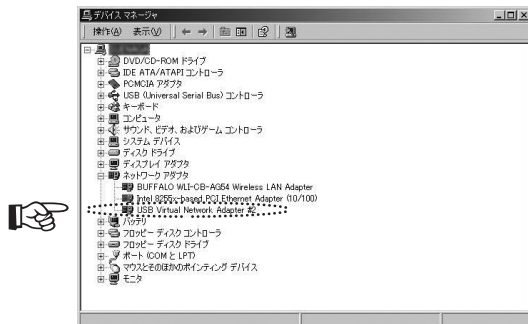 デバイス マネージャ
操作(A) 表示(V)
DVD/CD-ROM ドライブ
IDE ATA/ATAPI コントローラ
PCMCIA アダプタ
USB (Universal Serial Bus) コントローラ
キーボード
コンピュータ
サウンド、ビデオ、およびゲーム コントローラ
システム デバイス
ディスク ドライブ
ディスプレイ アダプタ
ネットワーク アダプタ
BUFFALO WLI-CB-AG54 Wireless LAN Adapter
Intel 8255x-based PCI Ethernet Adapter (10/100)
USB Virtual Network Adapter #2
バッテリ
フロッピー ディスク コントローラ
フロッピー ディスク ドライブ
ポート (COM と LPT)
マウスとそのほかのポインティング デバイス
モニタ